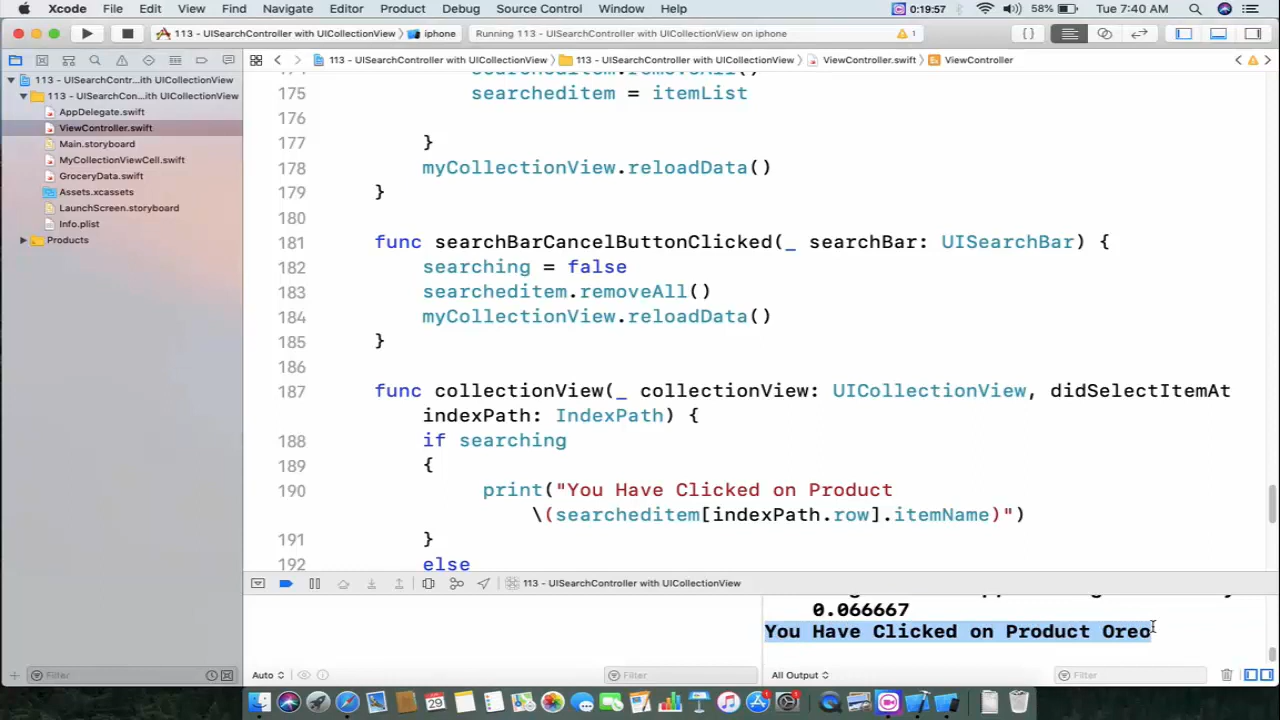 Xcode File Edit View Find Navigate Editor Product Debug Source Control Window Help 0:19:57 58% Tue 7:40 AM
113 - UISearchController with UICollectionView iphone Running 113 - UISearchController with UICollectionView on iphone 1
113 - UISearchController with UICollectionView 113 - UISearchController with UICollectionView ViewController.swift ViewController
113 - UISearchContr...ith UICollectionView
113 - UISearchCon...ith UICollectionView
AppDelegate.swift
ViewController.swift
Main.storyboard
MyCollectionViewCell.swift
GroceryData.swift
Assets.xcassets
LaunchScreen.storyboard
Info.plist
Products
174 searcheditem.removeAll()
175 searcheditem = itemList
176
177 }
178 myCollectionView.reloadData()
179 }
180
181 func searchBarCancelButtonClicked(_ searchBar: UISearchBar) {
182 searching = false
183 searcheditem.removeAll()
184 myCollectionView.reloadData()
185 }
186
187 func collectionView(_ collectionView: UICollectionView, didSelectItemAt
indexPath: IndexPath) {
188 if searching
189 {
190 print("You Have Clicked on Product
\(searcheditem[indexPath.row].itemName)")
191 }
192 else
113 - UISearchController with UICollectionView
0.066667
You Have Clicked on Product Oreo
Filter Auto Filter All Output Filter